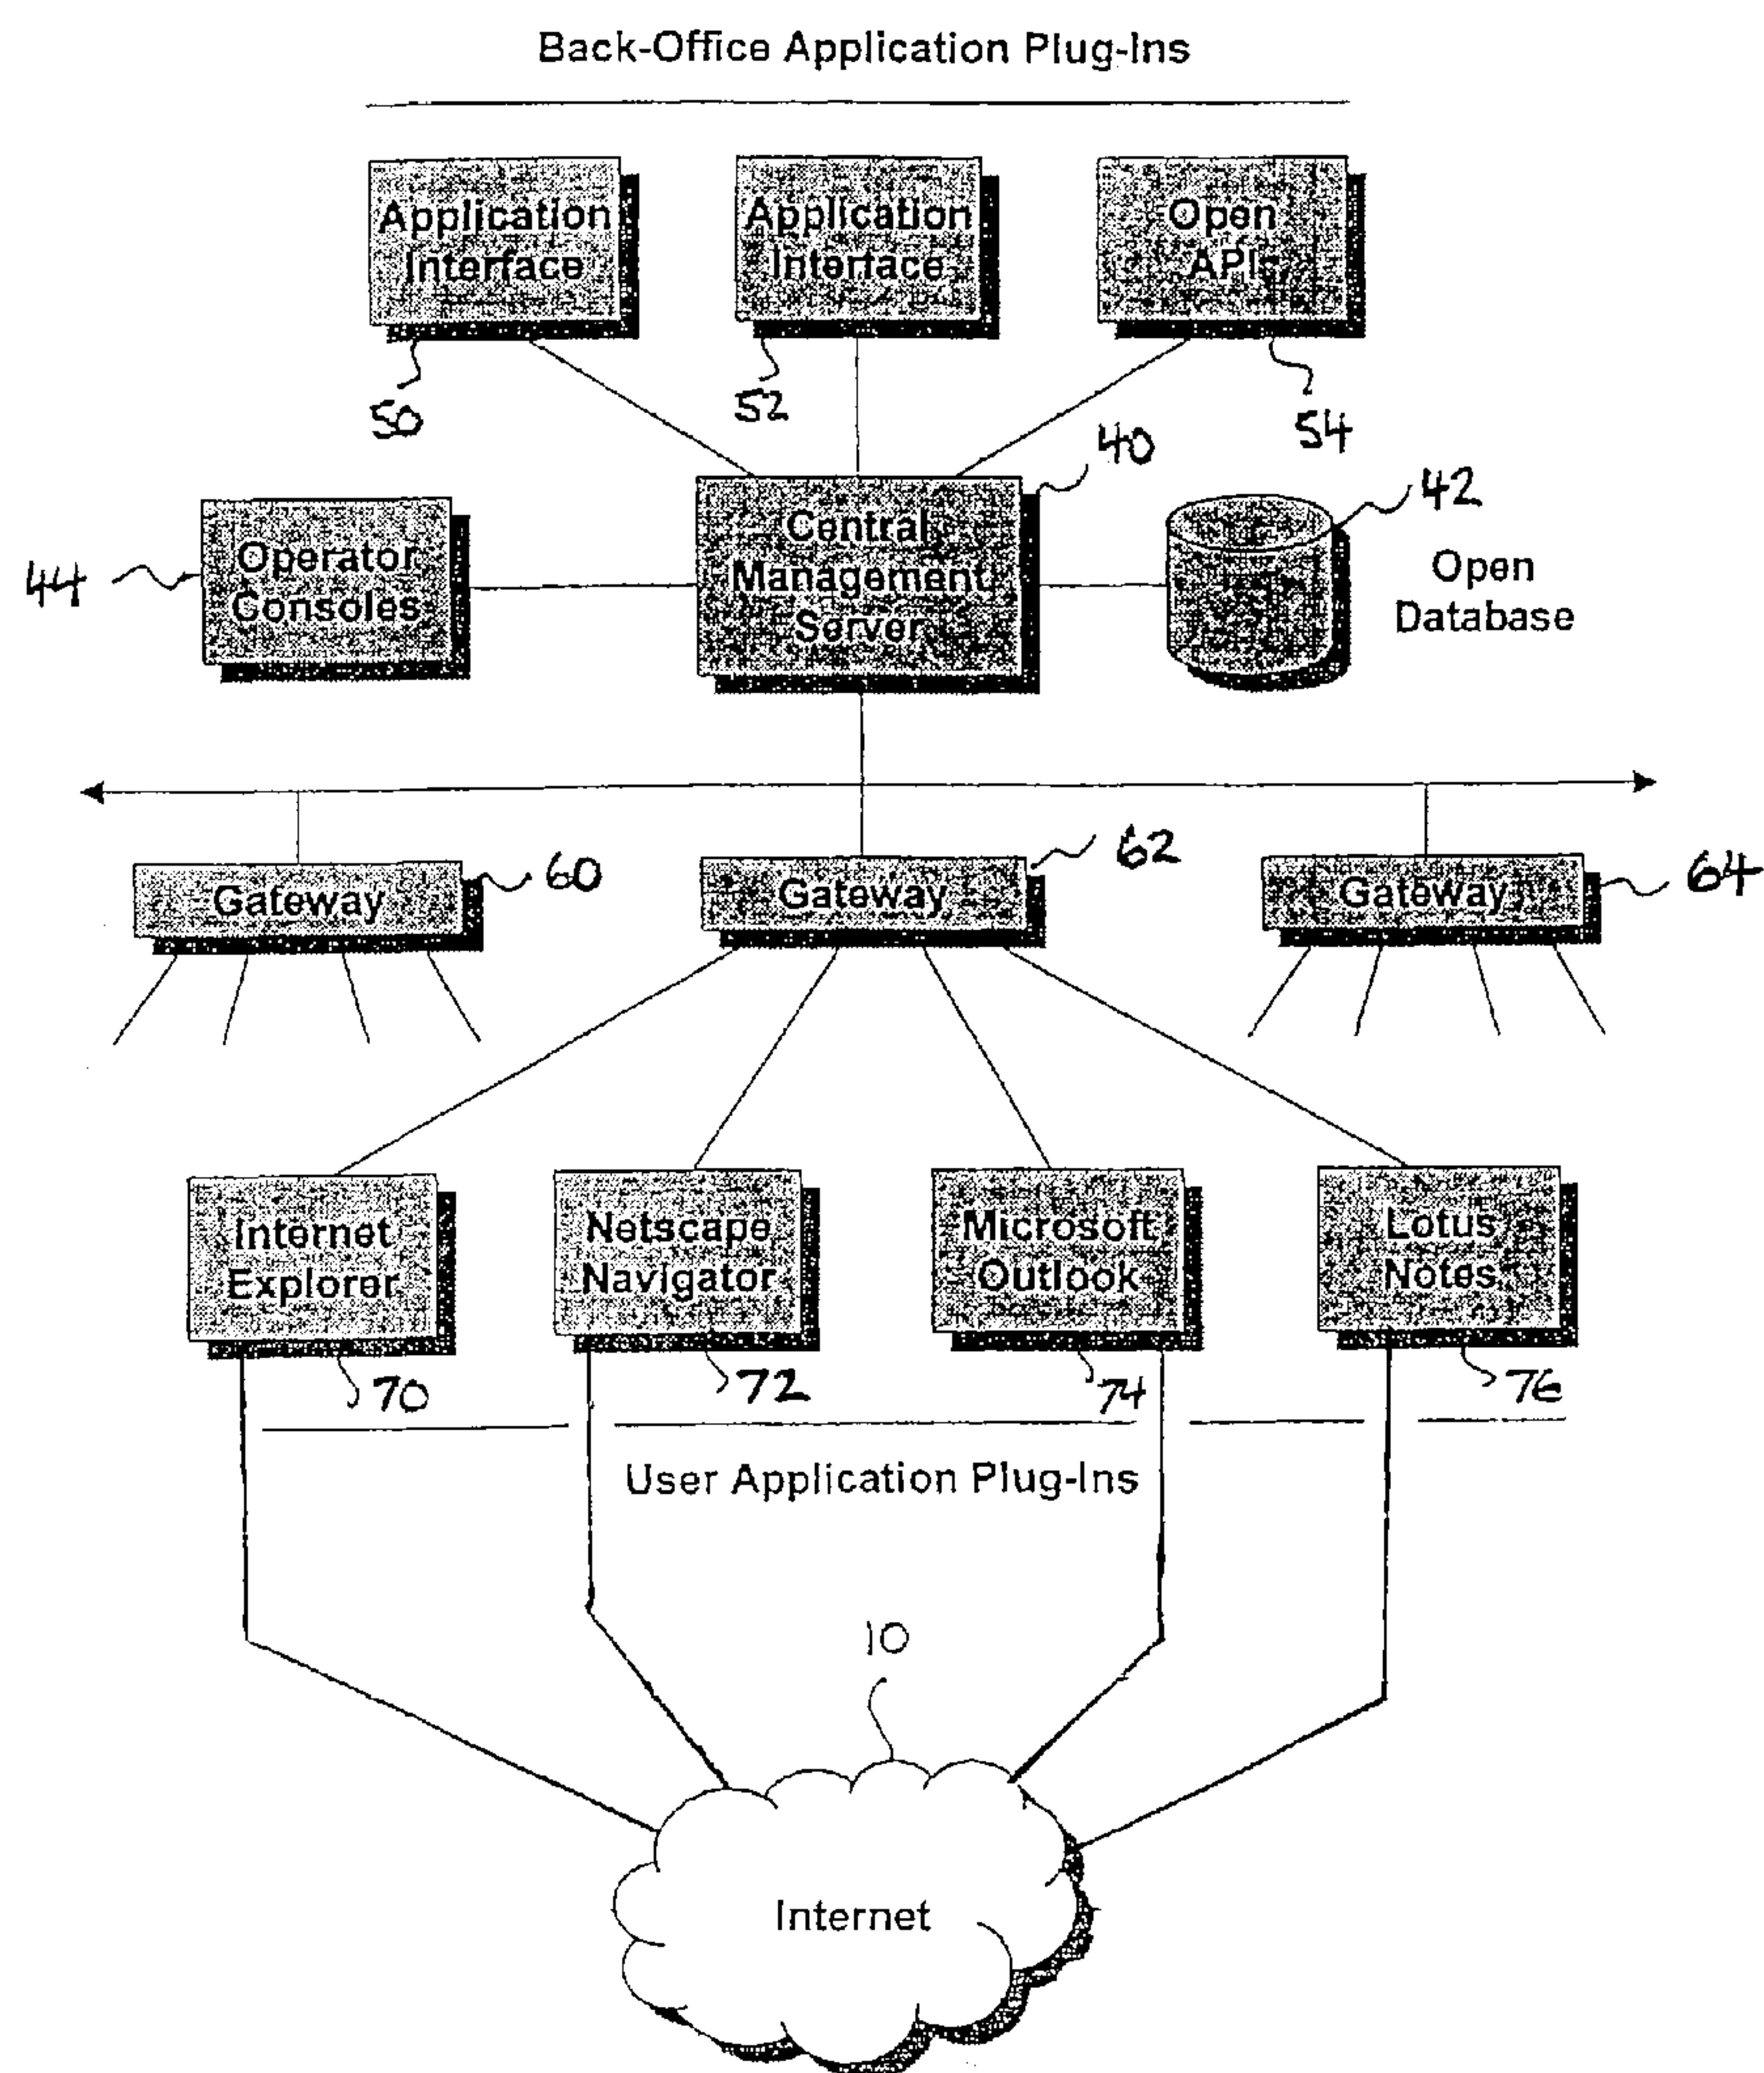 Back-Office Application Plug-Ins
Application
Interface
Application
Interface
Open
API
50
52
54
40
42
44
Operator
Consoles
Central
Management
Server
Open
Database
60
62
64
Gateway
Gateway
Gateway
Internet
Explorer
Netscape
Navigator
Microsoft
Outlook
Lotus
Notes
70
72
74
76
User Application Plug-Ins
10
Internet